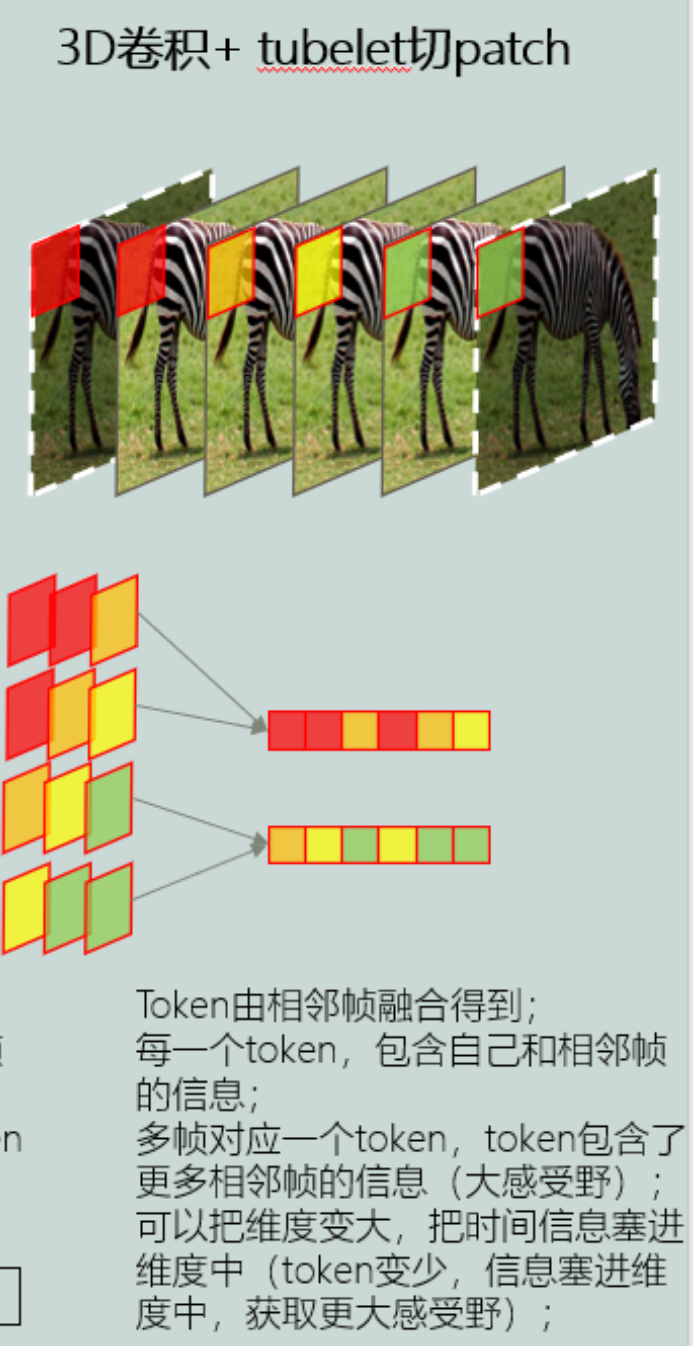 3D卷积+ tubelet切patch
Token由相邻帧融合得到；
每一个token，包含自己和相邻帧
的信息；
多帧对应一个token，token包含了
更多相邻帧的信息（大感受野）；
可以把维度变大，把时间信息塞进
维度中（token变少，信息塞进维
度中，获取更大感受野）；
en